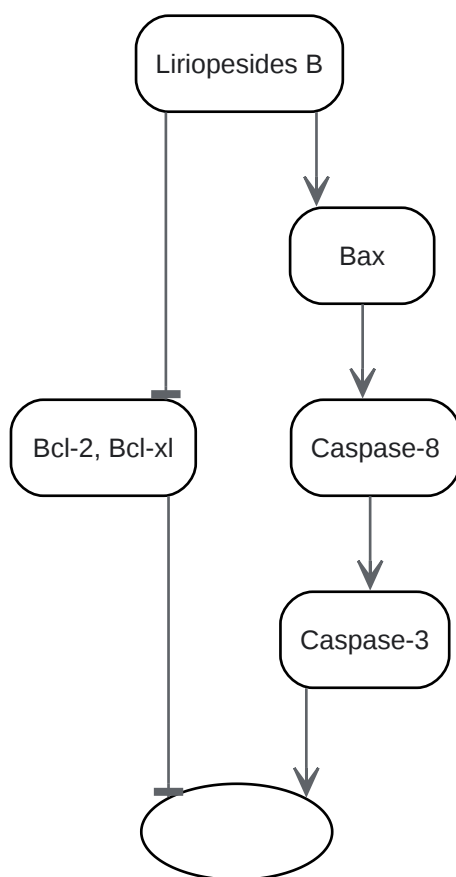 Liriopesides B
Bax
Bcl-2, Bcl-xl
Caspase-8
Caspase-3